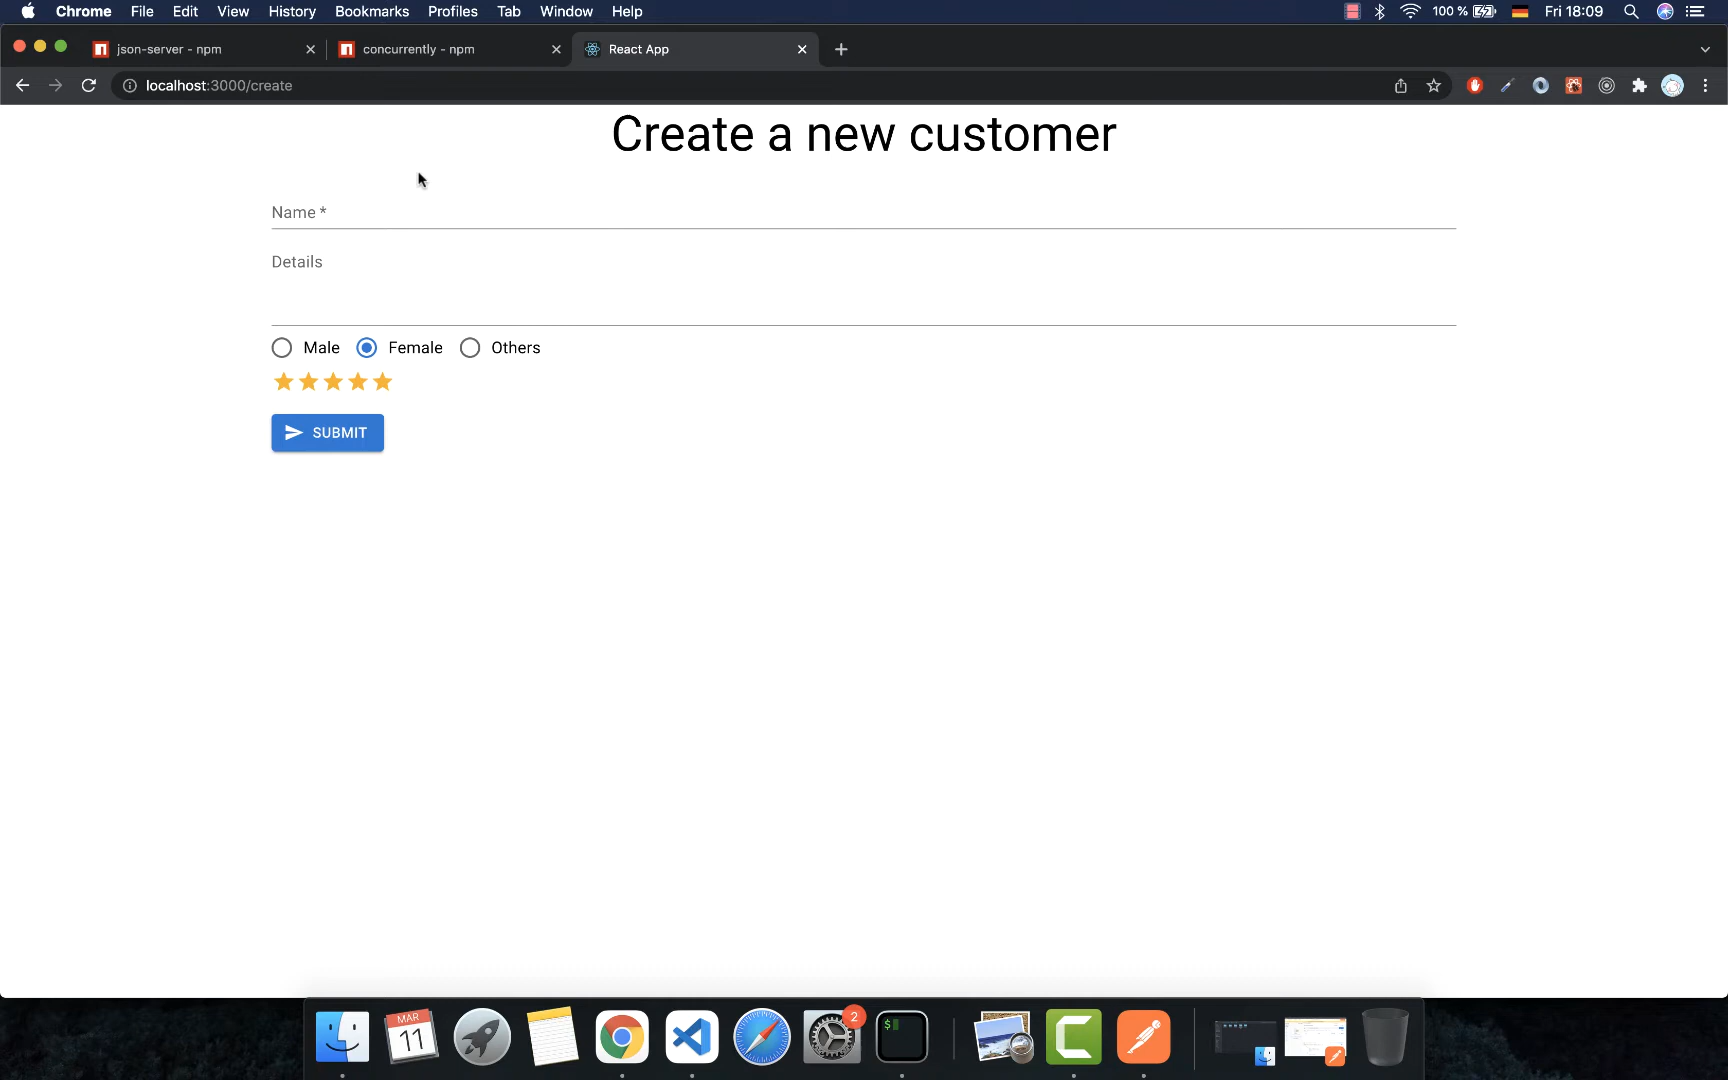 Chrome File Edit View History Bookmarks Profiles Tab Window Help 100 % Fri 18:09
json-server - npm concurrently - npm React App
localhost:3000/create
Create a new customer
Name *
Details
Male Female Others
SUBMIT
MAR
11
2
$